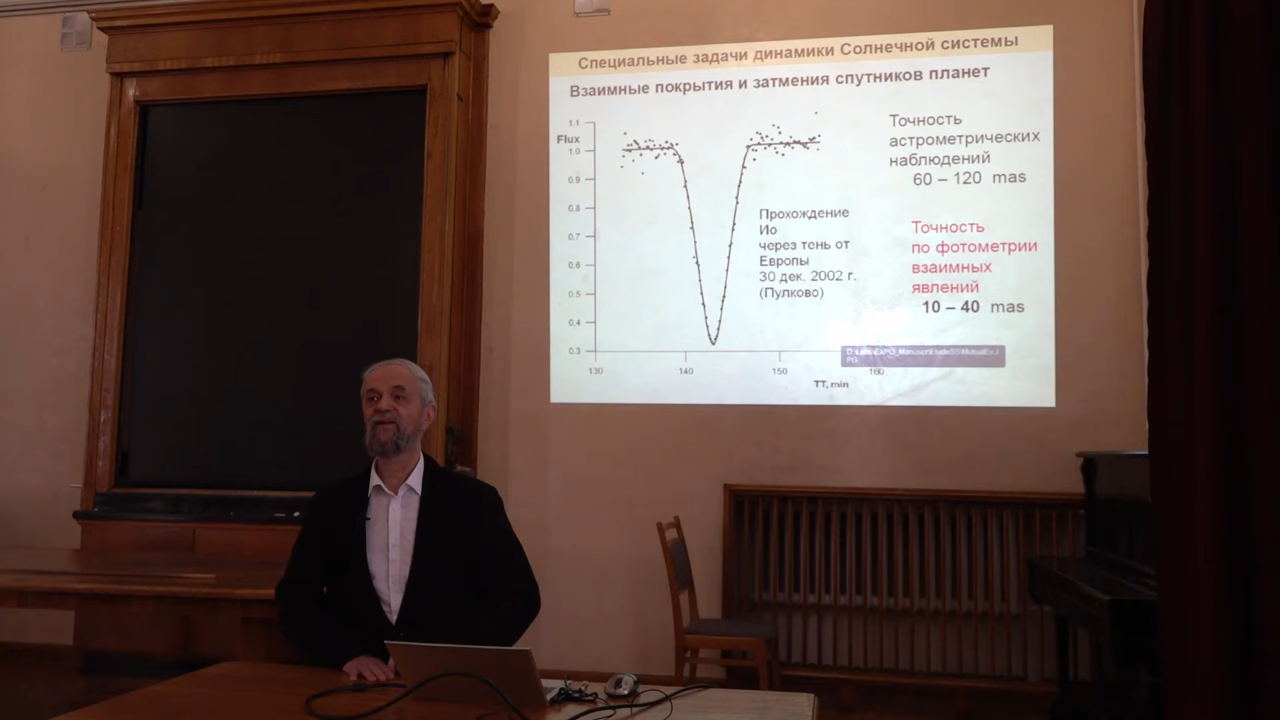 Специальные задачи динамики Солнечной системы
Взаимные покрытия и затмения спутников планет
1.1
Flux
1.0
0.9
0.8
0.7
0.6
0.5
0.4
0.3
130
140
150
160
TT, min
Прохождение
Ио
через тень от
Европы
30 дек. 2002 г.
(Пулково)
Точность
астрометрических
наблюдений
60 – 120 mas
Точность
по фотометрии
взаимных
явлений
10 – 40 mas